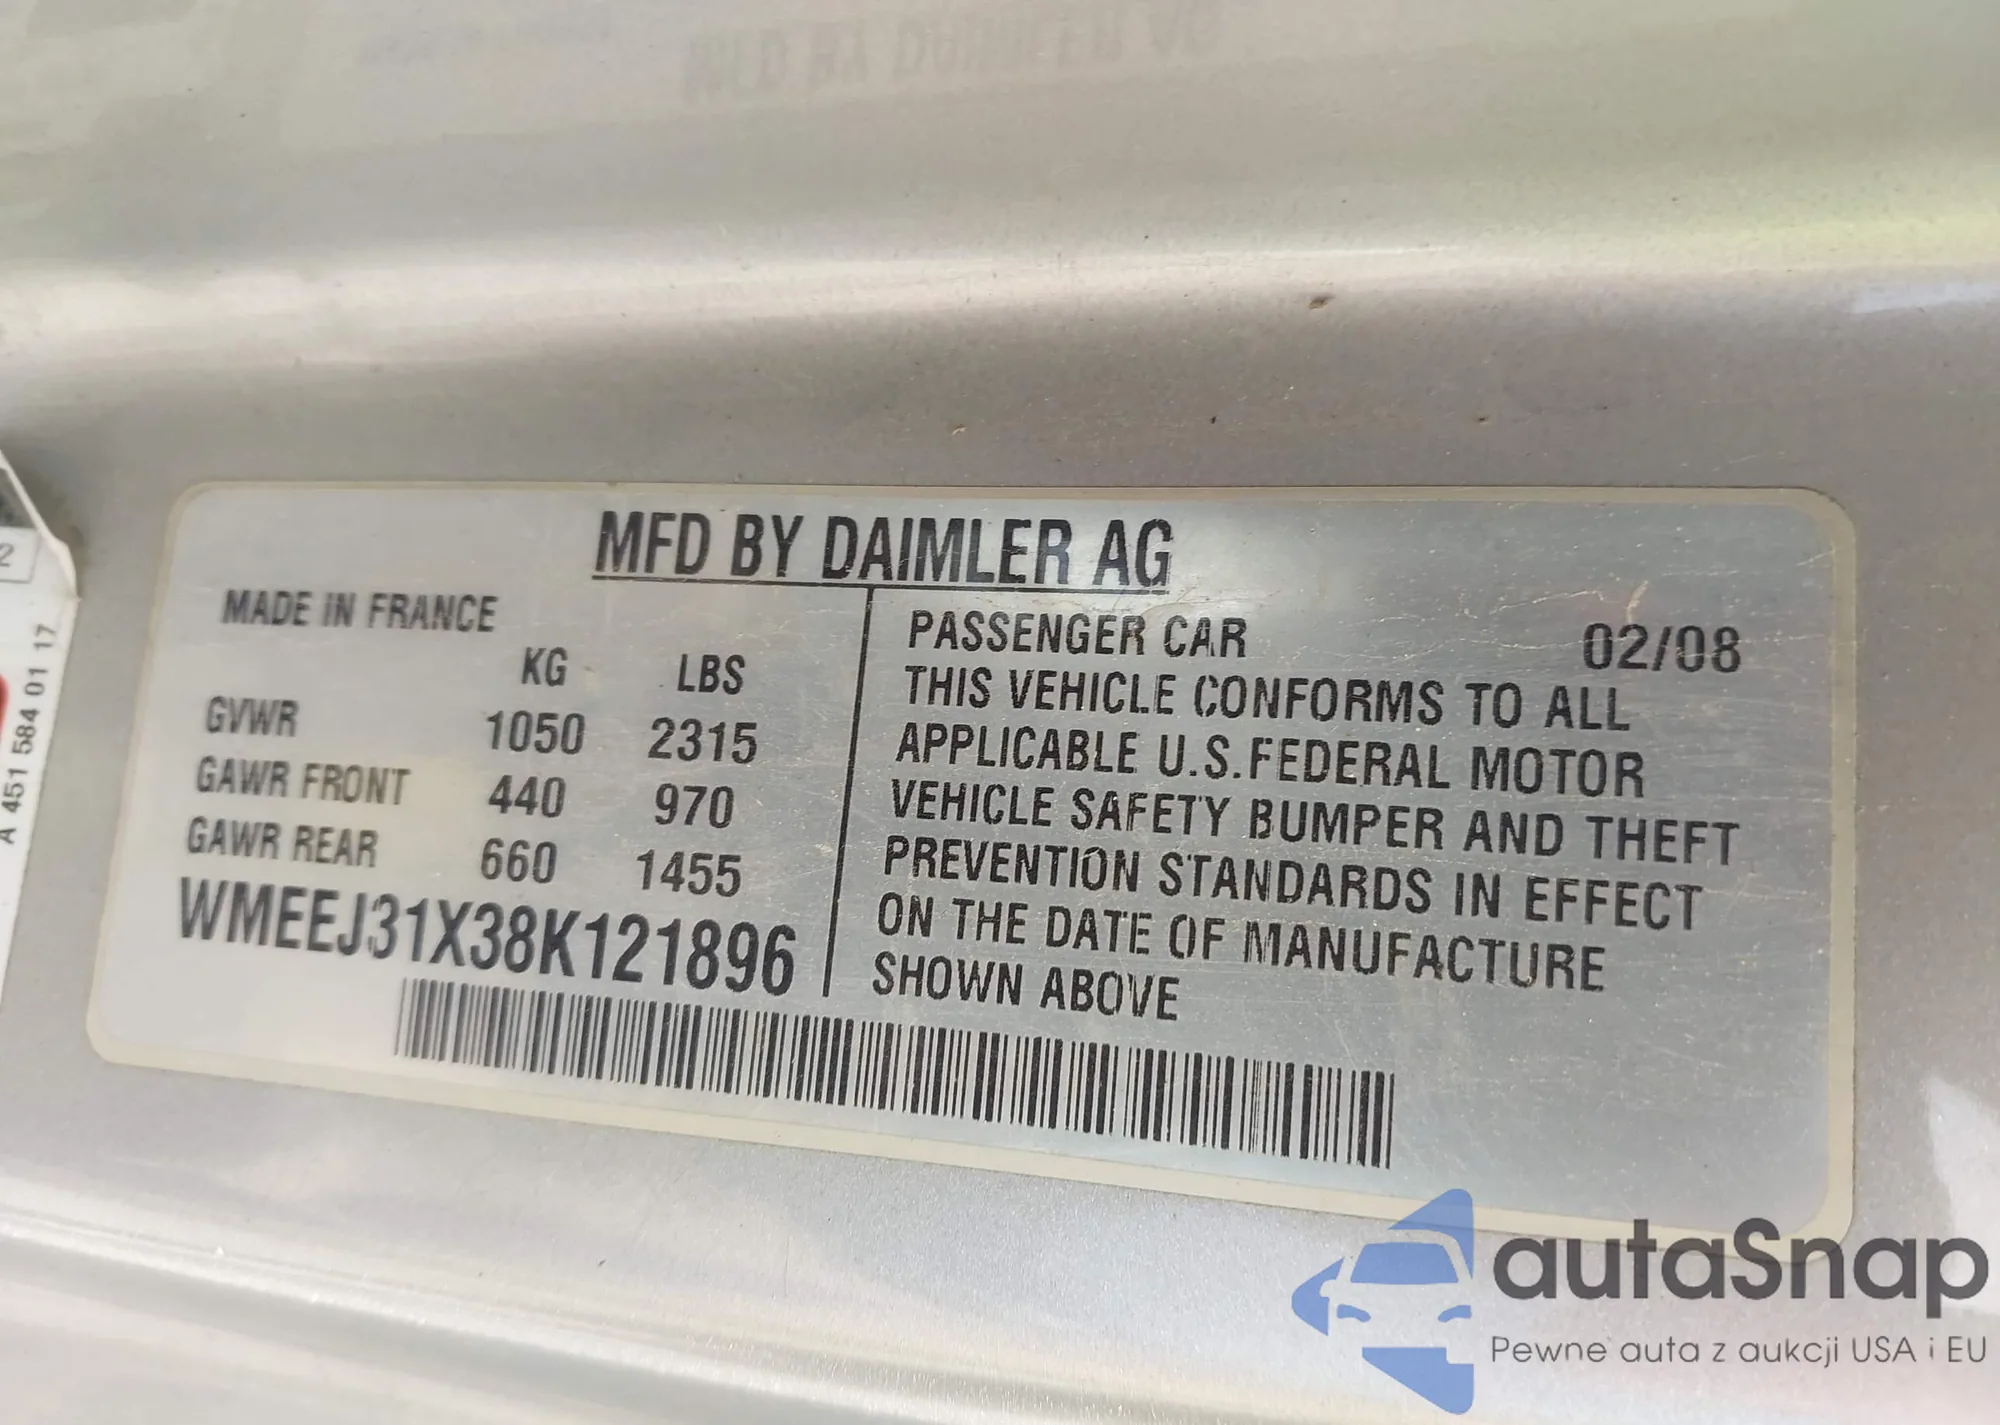 MFD BY DAIMLER AG
MADE IN FRANCE
KG LBS
GVWR 1050 2315
GAWR FRONT 440 970
GAWR REAR 660 1455
WMEEJ31X38K121896
PASSENGER CAR 02/08
THIS VEHICLE CONFORMS TO ALL
APPLICABLE U.S.FEDERAL MOTOR
VEHICLE SAFETY BUMPER AND THEFT
PREVENTION STANDARDS IN EFFECT
ON THE DATE OF MANUFACTURE
SHOWN ABOVE
2
A 451 584 01 17
autaSnap
Pewne auta z aukcji USA i EU